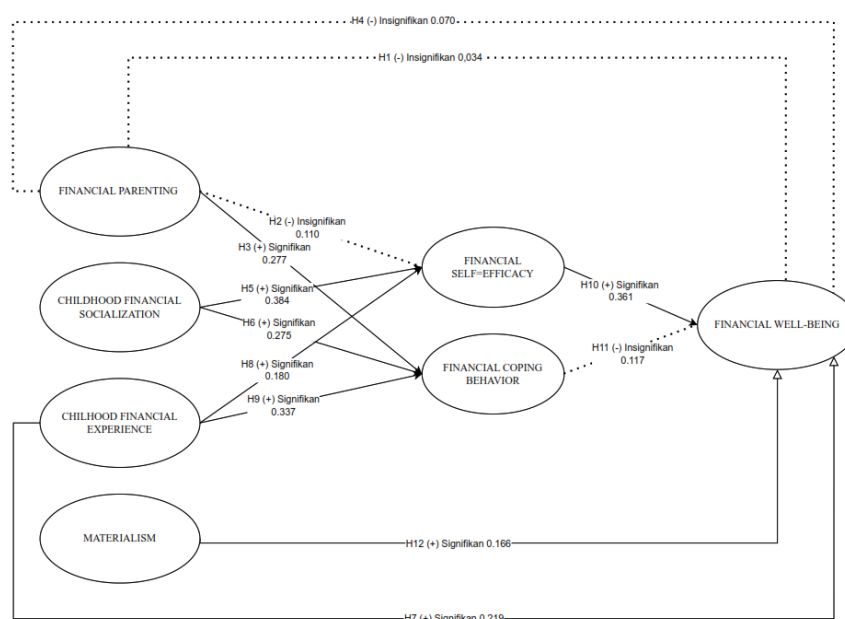 H4 (-) Insignifikan 0.070
H1 (-) Insignifikan 0,034
FINANCIAL PARENTING
H2 (-) Insignifikan
0.110
H3 (+) Signifikan
0.277
FINANCIAL
SELF=EFFICACY
H10 (+) Signifikan
0.361
CHILDHOOD FINANCIAL
SOCIALIZATION
H5 (+) Signifikan
0.384
H6 (+) Signifikan
0.275
FINANCIAL WELL-BEING
H11 (-) Insignifikan
0.117
FINANCIAL COPING
BEHAVIOR
H8 (+) Signifikan
0.180
H9 (+) Signifikan
0.337
CHILHOOD FINANCIAL
EXPERIENCE
MATERIALISM
H12 (+) Signifikan 0.166
H7 (+) Signifikan 0.219